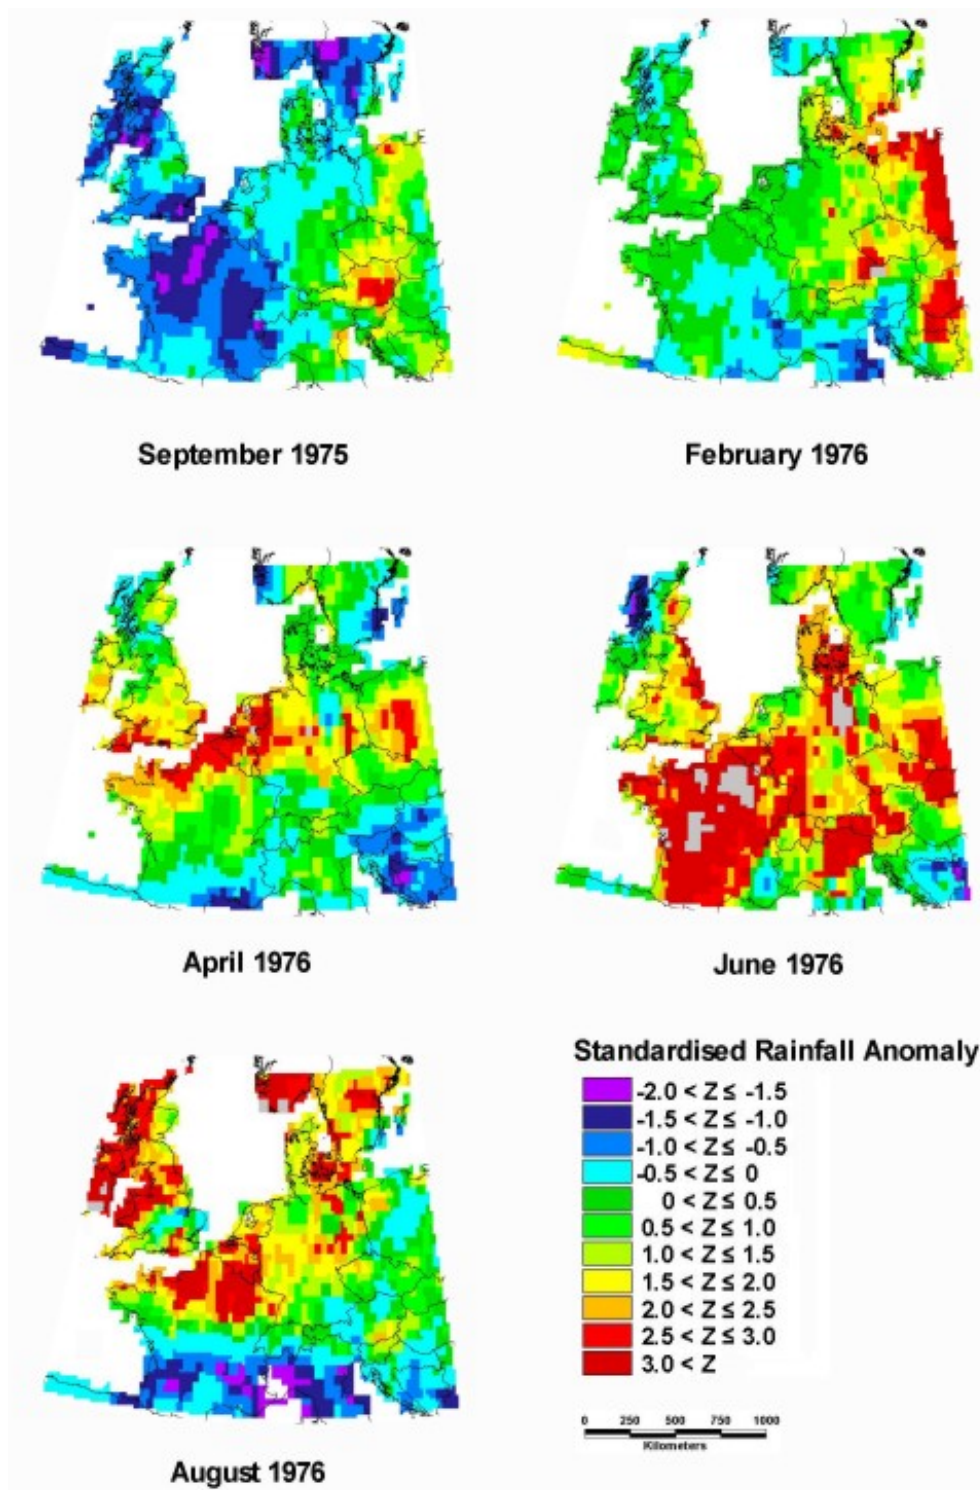 September 1975
February 1976
April 1976
June 1976
Standardised Rainfall Anomaly
-2.0 < Z ≤ -1.5
-1.5 < Z ≤ -1.0
-1.0 < Z ≤ -0.5
-0.5 < Z ≤ 0
0 < Z ≤ 0.5
0.5 < Z ≤ 1.0
1.0 < Z ≤ 1.5
1.5 < Z ≤ 2.0
2.0 < Z ≤ 2.5
2.5 < Z ≤ 3.0
3.0 < Z
0 250 500 750 1000
Kilometers
August 1976